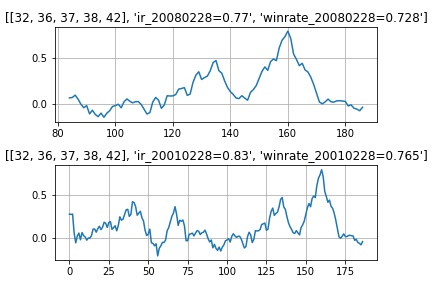 [[32, 36, 37, 38, 42], 'ir_20080228=0.77', 'winrate_20080228=0.728']
0.5
0.0
80 100 120 140 160 180
[[32, 36, 37, 38, 42], 'ir_20010228=0.83', 'winrate_20010228=0.765']
0.5
0.0
0 25 50 75 100 125 150 175